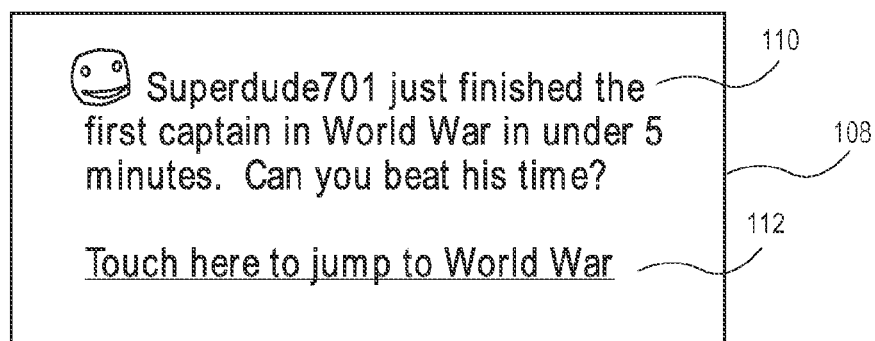 110
Superdude701 just finished the
first captain in World War in under 5
108
minutes. Can you beat his time?
112
Touch here to jump to World War